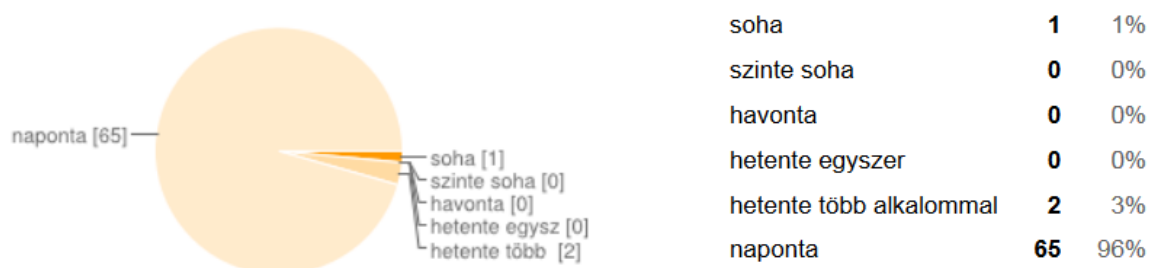 naponta [65]
soha [1]
szinte soha [0]
havonta [0]
hetente egysz [0]
hetente több [2]
soha 1 1%
szinte soha 0 0%
havonta 0 0%
hetente egyszer 0 0%
hetente több alkalommal 2 3%
naponta 65 96%